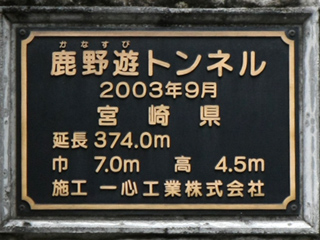 かなすび
鹿野遊トンネル
2003年9月
宮崎県
延長 374.0m
巾 7.0m 高 4.5m
施工 一心工業株式会社